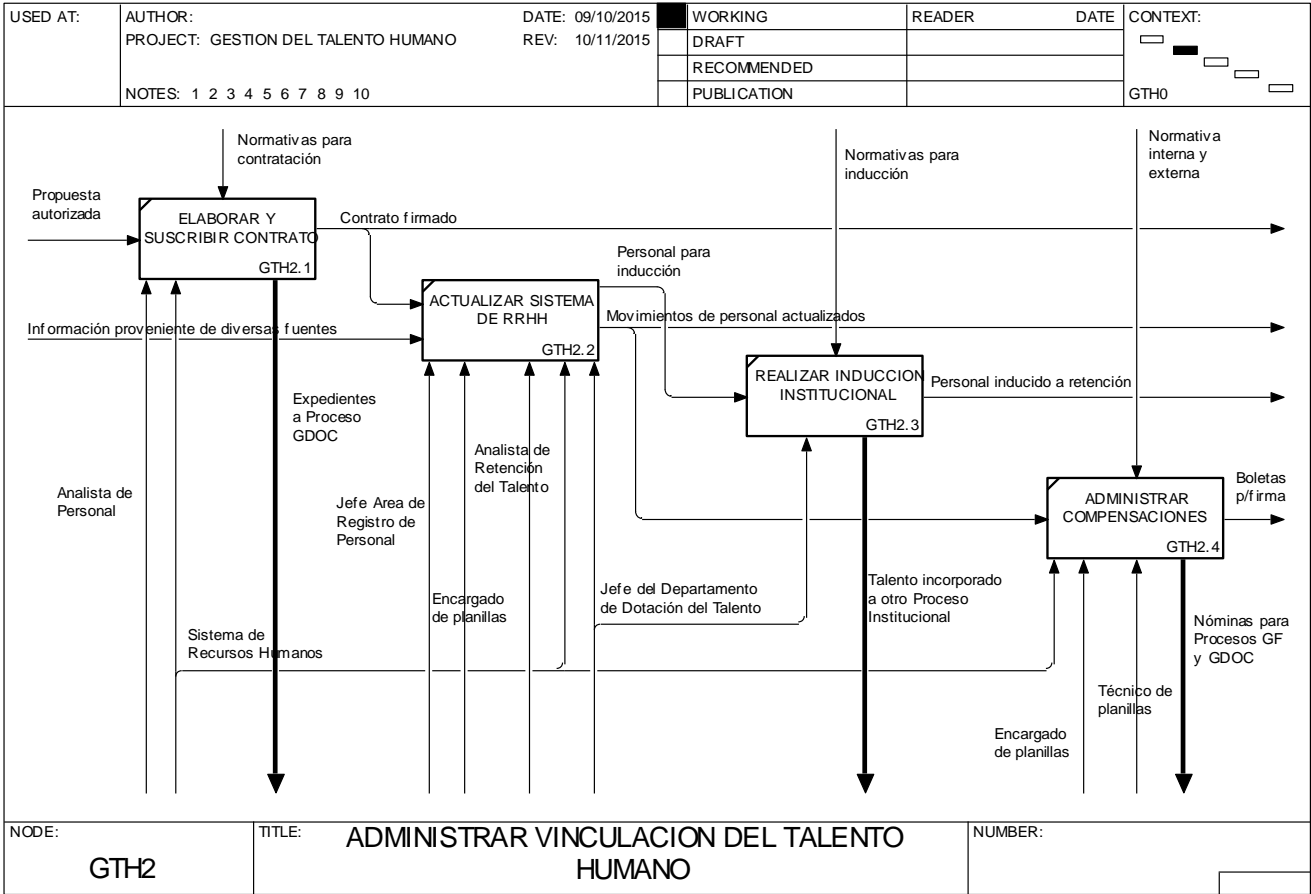 USED AT:
AUTHOR:
DATE: 09/10/2015
PROJECT: GESTION DEL TALENTO HUMANO
REV: 10/11/2015
NOTES: 1 2 3 4 5 6 7 8 9 10
WORKING
DRAFT
RECOMMENDED
PUBLICATION
READER
DATE
CONTEXT:
GTH0
Normativas para
contratación
Normativas para
inducción
Normativa
interna y
externa
Propuesta
autorizada
ELABORAR Y
SUSCRIBIR CONTRATO
GTH2.1
Contrato firmado
Personal para
inducción
ACTUALIZAR SISTEMA
DE RRHH
GTH2.2
Información proveniente de diversas fuentes
Movimientos de personal actualizados
REALIZAR INDUCCION
INSTITUCIONAL
GTH2.3
Personal inducido a retención
Expedientes
a Proceso
GDOC
Analista de
Retención
del Talento
Analista de
Personal
Jefe Area de
Registro de
Personal
ADMINISTRAR
COMPENSACIONES
GTH2.4
Boletas
p/firma
Encargado
de planillas
Jefe del Departamento
de Dotación del Talento
Talento incorporado
a otro Proceso
Institucional
Nóminas para
Procesos GF
y GDOC
Sistema de
Recursos Humanos
Técnico de
planillas
Encargado
de planillas
NODE:
GTH2
TITLE:
ADMINISTRAR VINCULACION DEL TALENTO
HUMANO
NUMBER: